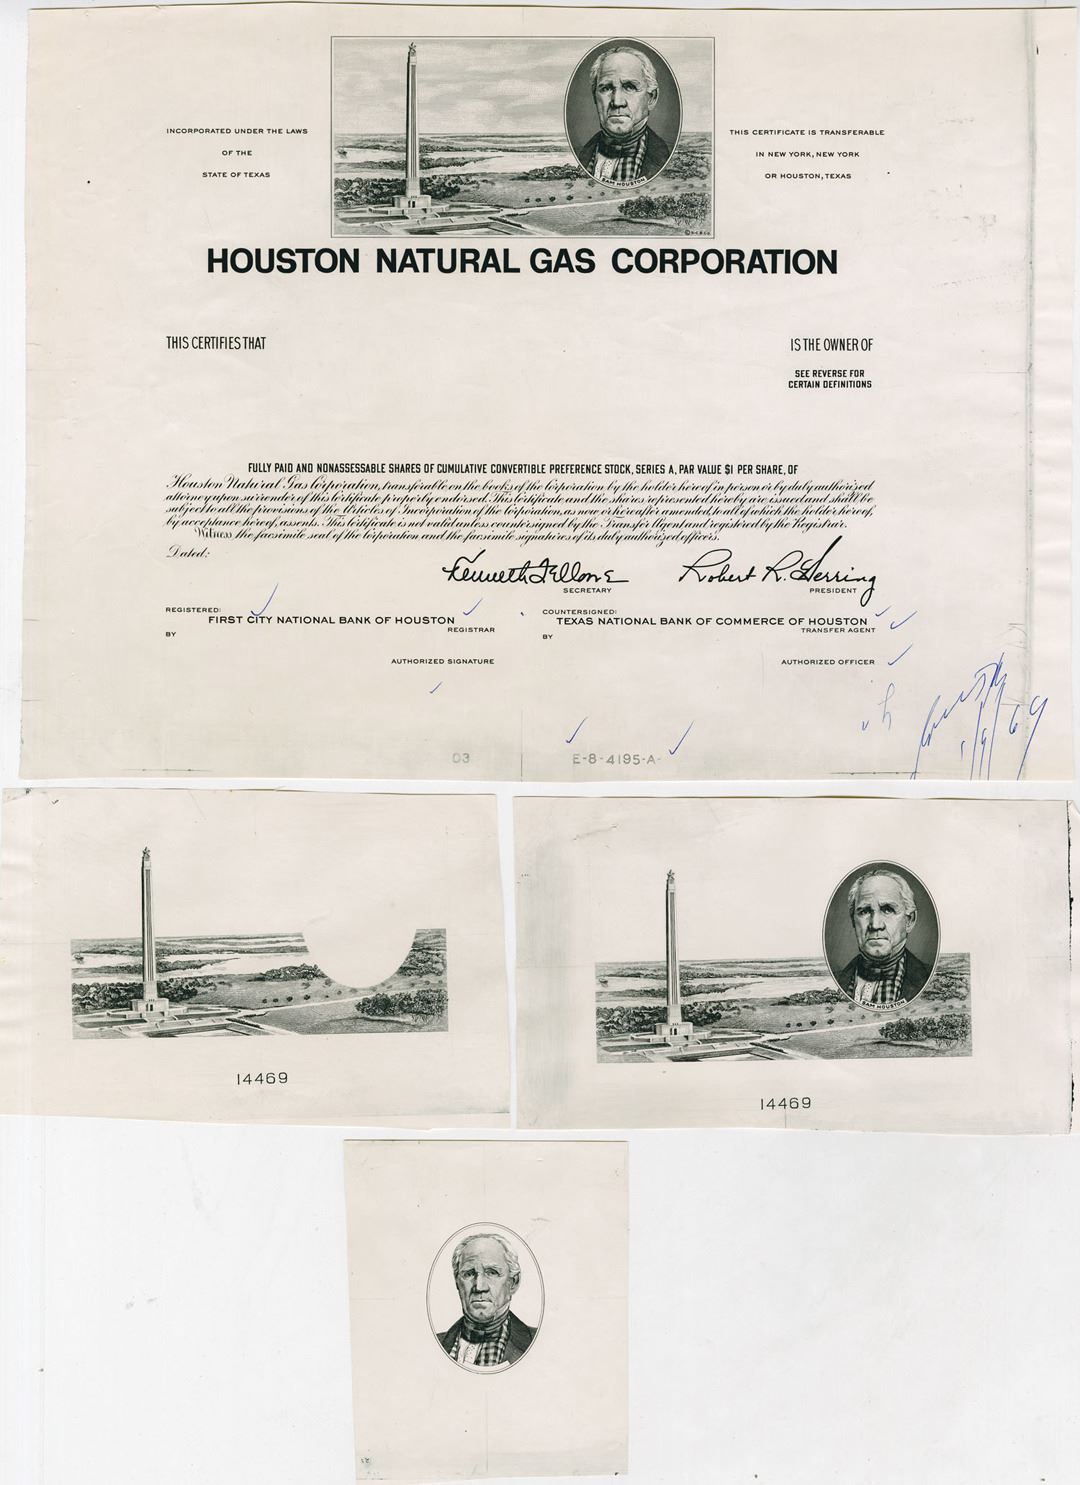 INCORPORATED UNDER THE LAWS
OF THE
STATE OF TEXAS
SAM HOUSTON
THIS CERTIFICATE IS TRANSFERABLE
IN NEW YORK, NEW YORK
OR HOUSTON, TEXAS
HOUSTON NATURAL GAS CORPORATION
THIS CERTIFIES THAT
IS THE OWNER OF
SEE REVERSE FOR
CERTAIN DEFINITIONS
FULLY PAID AND NONASSESSABLE SHARES OF CUMULATIVE CONVERTIBLE PREFERENCE STOCK, SERIES A, PAR VALUE $1 PER SHARE, OF
Houston Natural Gas Corporation, transferable on the books of the Corporation by the holder hereof in person or by duly authorized
attorney upon surrender of this certificate properly endorsed. This certificate and the shares represented hereby are issued and shall be
subject to all the provisions of the Articles of Incorporation of the Corporation, as now or hereafter amended, to all of which the holder hereof,
by acceptance hereof, assents. This certificate is not valid unless countersigned by the Transfer Agent and registered by the Registrar.
Witness the facsimile seal of the Corporation and the facsimile signatures of its duly authorized officers.
Dated:
Robert R. Herring
SECRETARY
PRESIDENT
REGISTERED:
FIRST CITY NATIONAL BANK OF HOUSTON
REGISTRAR
BY
AUTHORIZED SIGNATURE
COUNTERSIGNED:
TEXAS NATIONAL BANK OF COMMERCE OF HOUSTON
TRANSFER AGENT
BY
AUTHORIZED OFFICER
D3
E-8-4195-A-
14469
SAM HOUSTON
14469